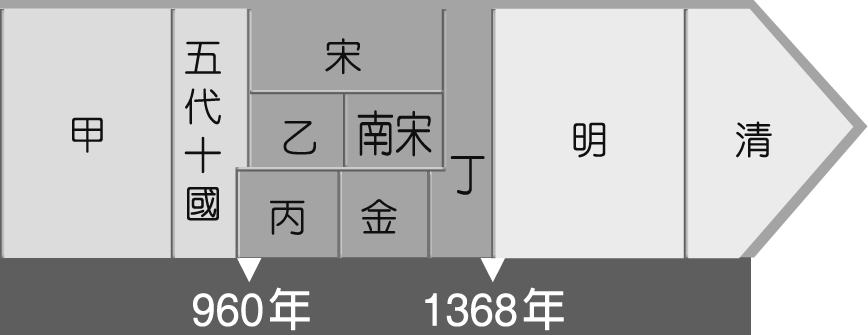 甲
五代十國
宋
乙
南宋
丙
金
丁
明
清
960年
1368年